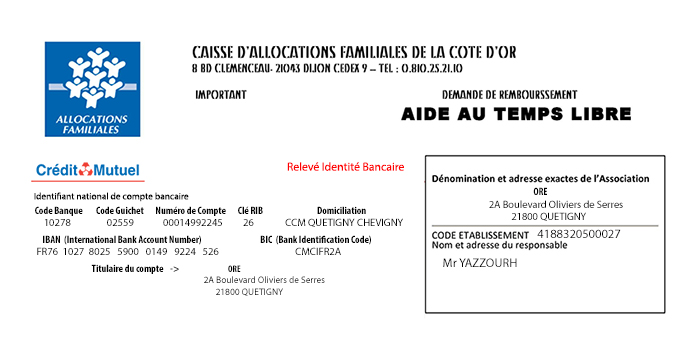 CAISSE D'ALLOCATIONS FAMILIALES DE LA COTE D'OR
8 BD CLEMENCEAU- 21043 DIJON CEDEX 9 – TEL : 0.810.25.21.10
IMPORTANT
DEMANDE DE REMBOURSSEMENT
AIDE AU TEMPS LIBRE
ALLOCATIONS
FAMILIALES
Crédit Mutuel
Relevé Identité Bancaire
Identifiant national de compte bancaire
Code Banque Code Guichet Numéro de Compte Clé RIB Domiciliation
10278 02559 00014992245 26 CCM QUETIGNY CHEVIGNY
IBAN (International Bank Account Number) BIC (Bank Identification Code)
FR76 1027 8025 5900 0149 9224 526 CMCIFR2A
Titulaire du compte -> ORE
2A Boulevard Oliviers de Serres
21800 QUETIGNY
Dénomination et adresse exactes de l'Association
ORE
2A Boulevard Oliviers de Serres
21800 QUETIGNY
CODE ETABLISSEMENT 4188320500027
Nom et adresse du responsable
Mr YAZZOURH